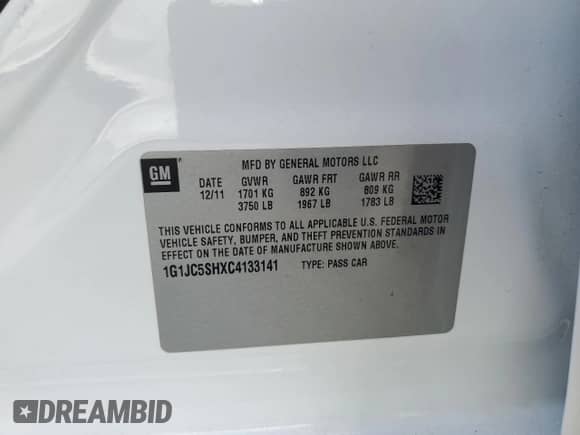 MFD BY GENERAL MOTORS LLC
GM
DATE GVWR GAWR FRT GAWR RR
12/11 1701 KG 892 KG 809 KG
3750 LB 1967 LB 1783 LB
THIS VEHICLE CONFORMS TO ALL APPLICABLE U.S. FEDERAL MOTOR
VEHICLE SAFETY, BUMPER, AND THEFT PREVENTION STANDARDS IN
EFFECT ON THE DATE OF MANUFACTURE SHOWN ABOVE.
1G1JC5SHXC4133141 TYPE: PASS CAR
DREAMBID